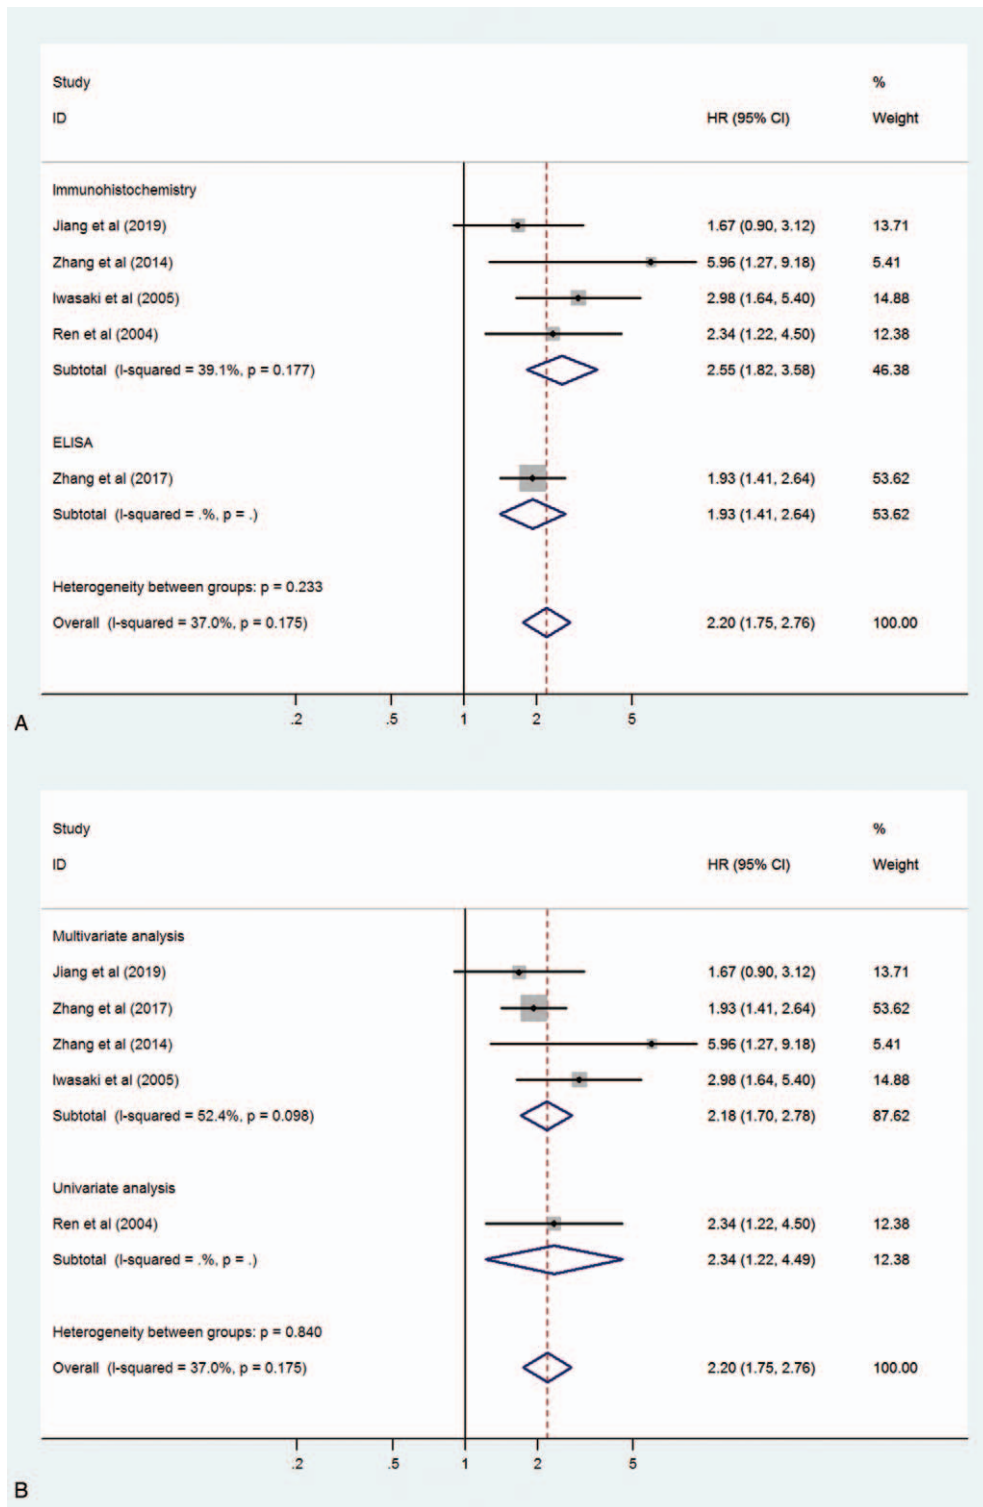 Study %
ID HR (95% CI) Weight
Immunohistochemistry
Jiang et al (2019) 1.67 (0.90, 3.12) 13.71
Zhang et al (2014) 5.96 (1.27, 9.18) 5.41
Iwasaki et al (2005) 2.98 (1.64, 5.40) 14.88
Ren et al (2004) 2.34 (1.22, 4.50) 12.38
Subtotal (I-squared = 39.1%, p = 0.177) 2.55 (1.82, 3.58) 46.38
ELISA
Zhang et al (2017) 1.93 (1.41, 2.64) 53.62
Subtotal (I-squared = .%, p = .) 1.93 (1.41, 2.64) 53.62
Heterogeneity between groups: p = 0.233
Overall (I-squared = 37.0%, p = 0.175) 2.20 (1.75, 2.76) 100.00
.2 .5 1 2 5
A
Study %
ID HR (95% CI) Weight
Multivariate analysis
Jiang et al (2019) 1.67 (0.90, 3.12) 13.71
Zhang et al (2017) 1.93 (1.41, 2.64) 53.62
Zhang et al (2014) 5.96 (1.27, 9.18) 5.41
Iwasaki et al (2005) 2.98 (1.64, 5.40) 14.88
Subtotal (I-squared = 52.4%, p = 0.098) 2.18 (1.70, 2.78) 87.62
Univariate analysis
Ren et al (2004) 2.34 (1.22, 4.50) 12.38
Subtotal (I-squared = .%, p = .) 2.34 (1.22, 4.49) 12.38
Heterogeneity between groups: p = 0.840
Overall (I-squared = 37.0%, p = 0.175) 2.20 (1.75, 2.76) 100.00
.2 .5 1 2 5
B